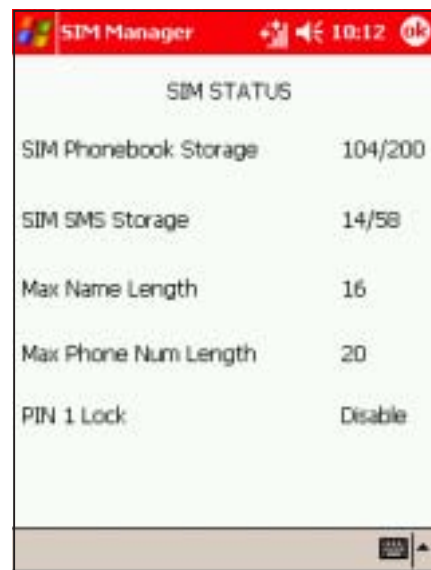 SIM Manager 10:12 ok
SIM STATUS
SIM Phonebook Storage 104/200
SIM SMS Storage 14/58
Max Name Length 16
Max Phone Num Length 20
PIN 1 Lock Disable